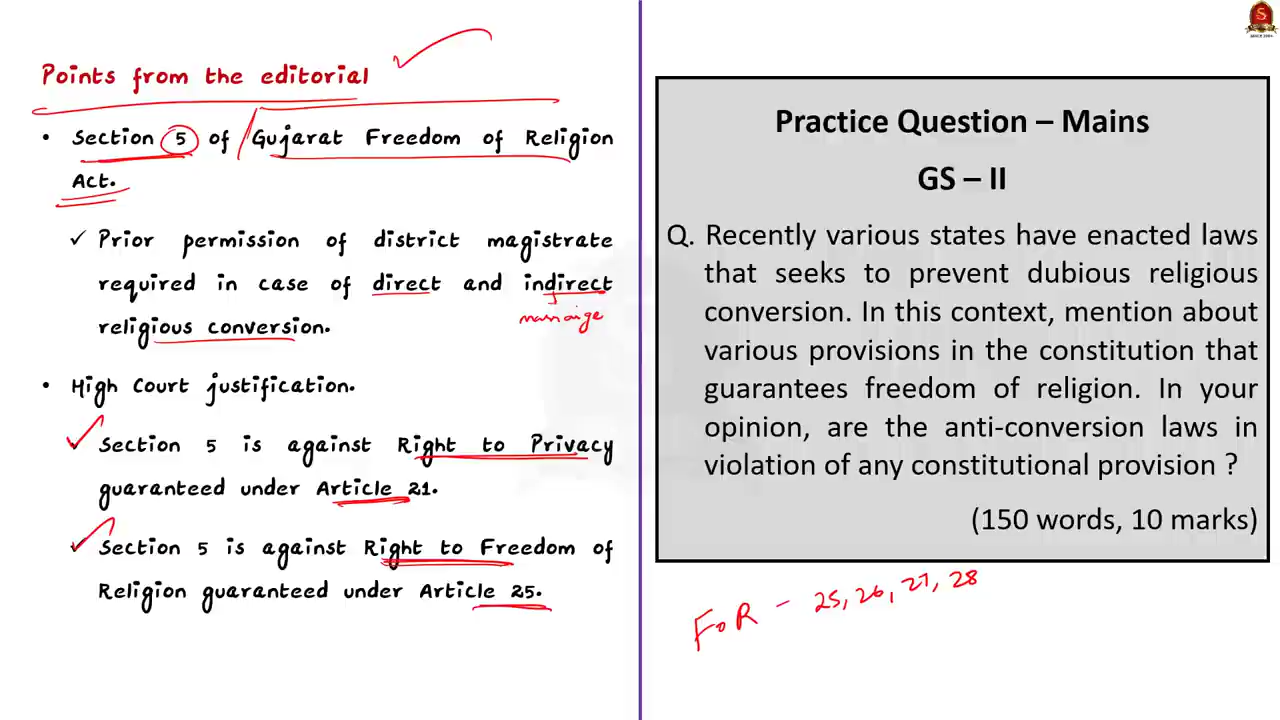 Points from the editorial
• Section 5 of Gujarat Freedom of Religion
Act.
✓ Prior permission of district magistrate
required in case of direct and indirect
marriage
religious conversion.
• High Court justification.
✓ Section 5 is against Right to Privacy
guaranteed under Article 21.
✓ Section 5 is against Right to Freedom of
Religion guaranteed under Article 25.
S
SINCE 2004
Practice Question – Mains
GS – II
Q. Recently various states have enacted laws
that seeks to prevent dubious religious
conversion. In this context, mention about
various provisions in the constitution that
guarantees freedom of religion. In your
opinion, are the anti-conversion laws in
violation of any constitutional provision ?
(150 words, 10 marks)
FoR – 25, 26, 27, 28